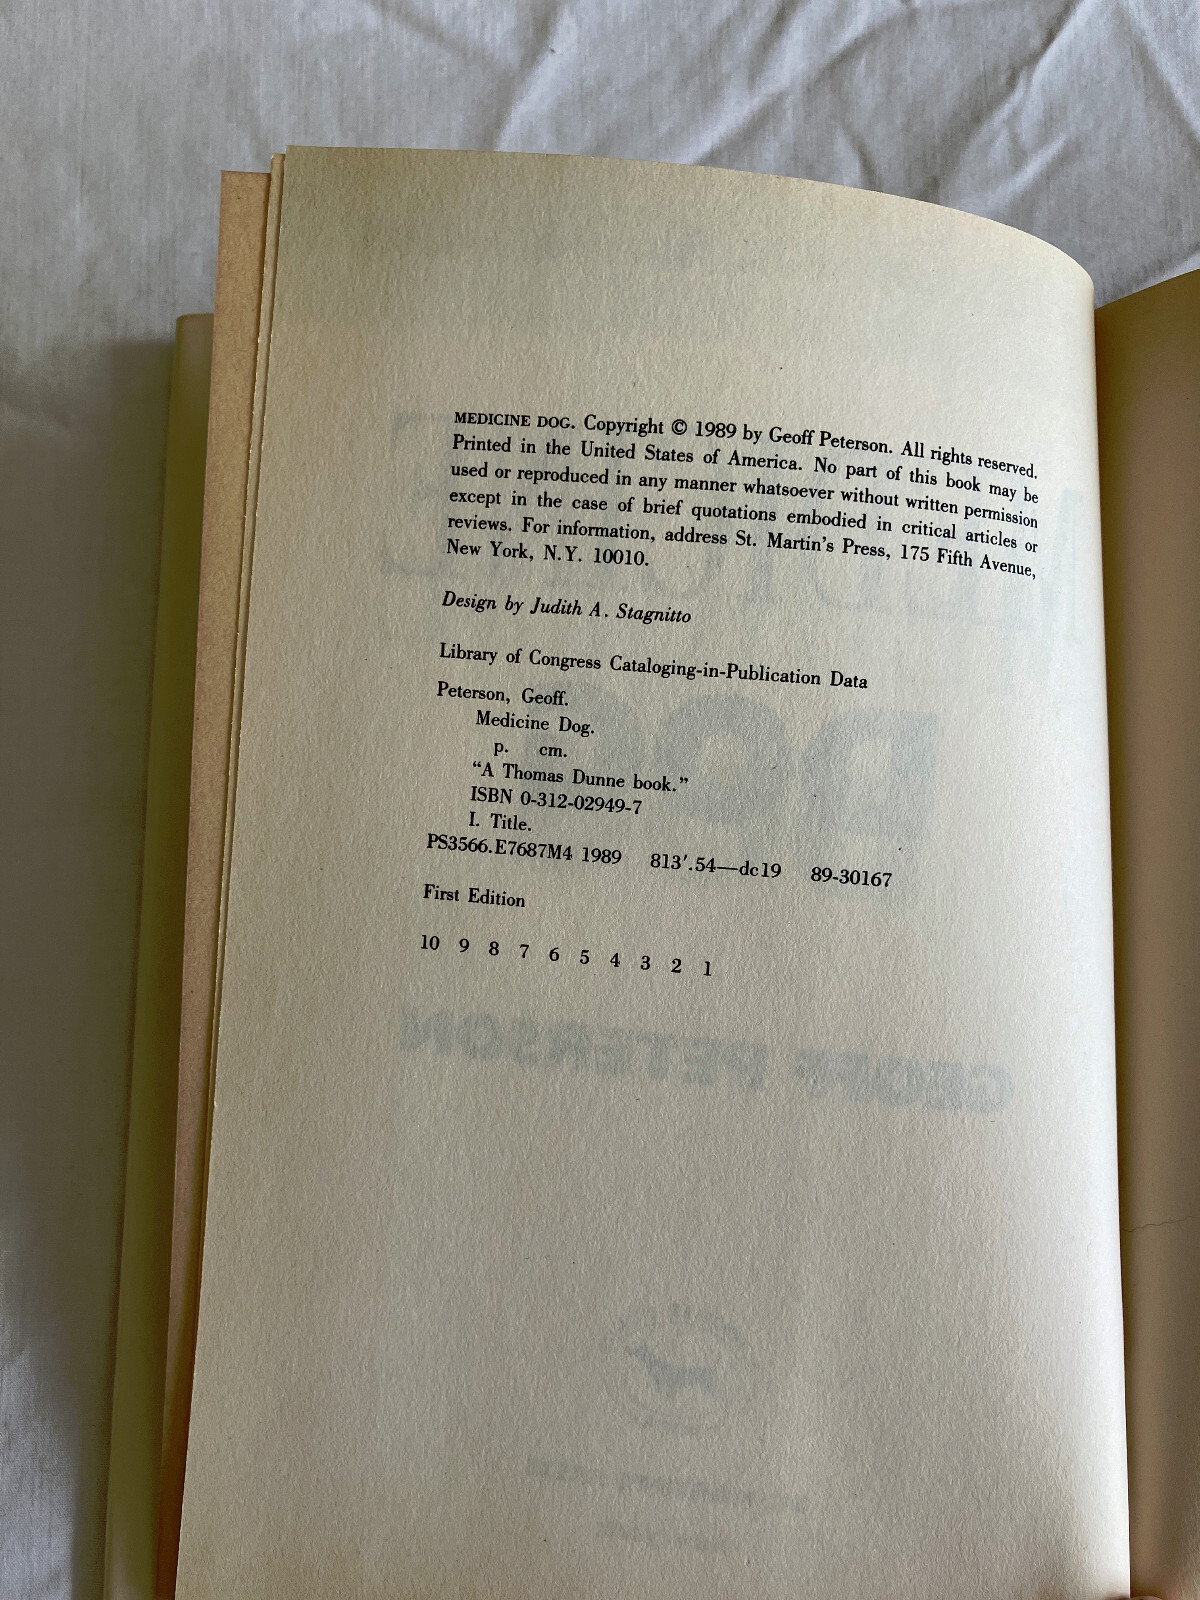 MEDICINE DOG. Copyright © 1989 by Geoff Peterson. All rights reserved.
Printed in the United States of America. No part of this book may be
used or reproduced in any manner whatsoever without written permission
except in the case of brief quotations embodied in critical articles or
reviews. For information, address St. Martin's Press, 175 Fifth Avenue,
New York, N.Y. 10010.
Design by Judith A. Stagnitto
Library of Congress Cataloging-in-Publication Data
Peterson, Geoff.
Medicine Dog.
p. cm.
“A Thomas Dunne book.”
ISBN 0-312-02949-7
I. Title.
PS3566.E7687M4 1989 813′.54—dc19 89-30167
First Edition
10 9 8 7 6 5 4 3 2 1
GEOFF PETERSON